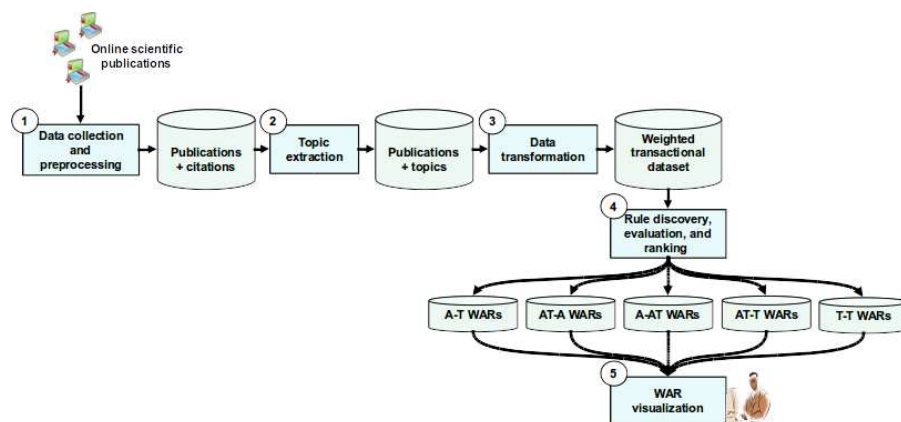 Online scientific
publications
1
Data collection
and
preprocessing
Publications
+ citations
2
Topic
extraction
Publications
+ topics
3
Data
transformation
Weighted
transactional
dataset
4
Rule discovery,
evaluation, and
ranking
A-T WARs
AT-A WARs
A-AT WARs
AT-T WARs
T-T WARs
5
WAR
visualization